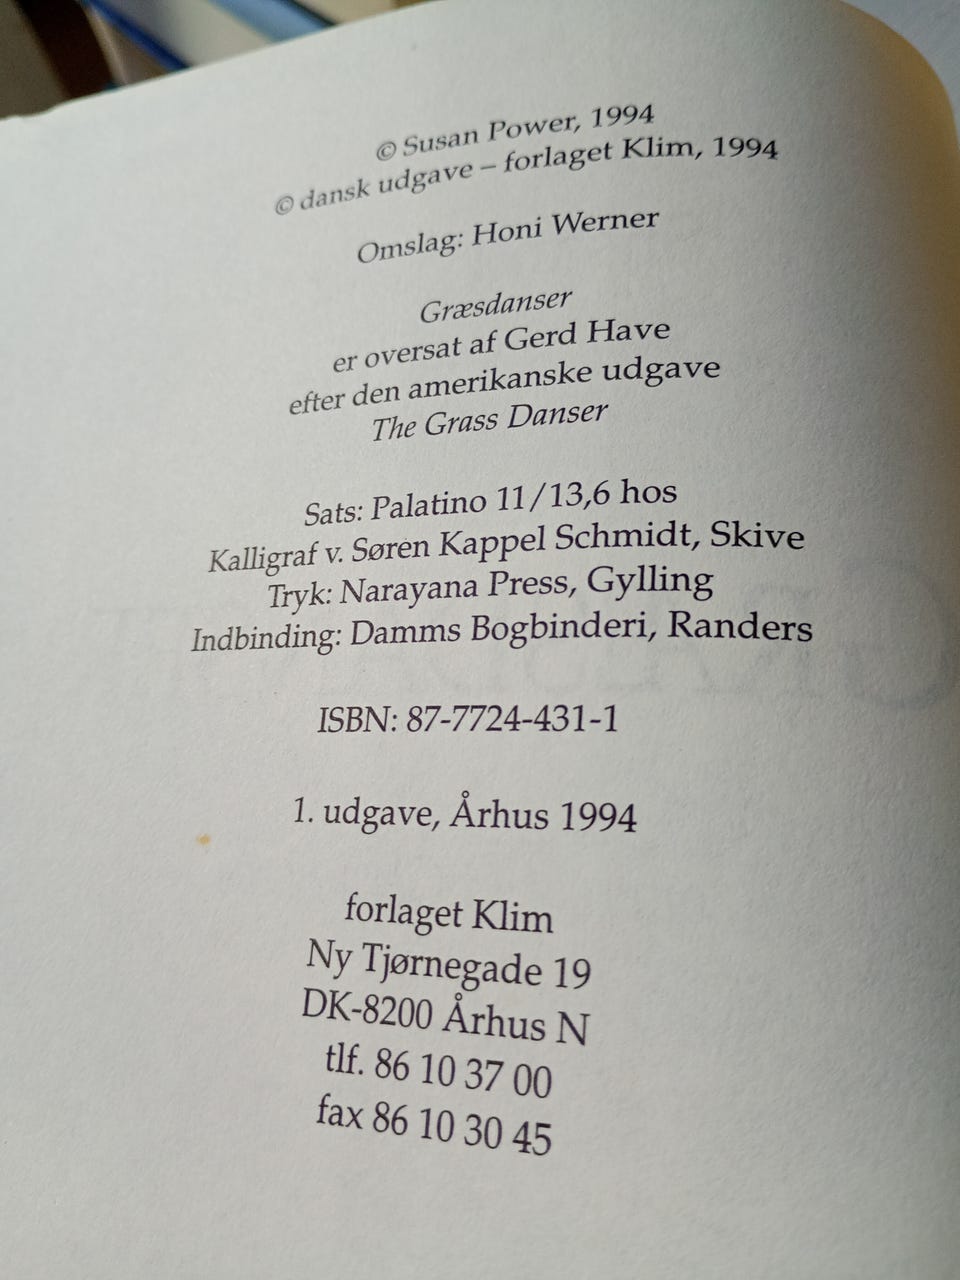 © Susan Power, 1994
© dansk udgave – forlaget Klim, 1994
Omslag: Honi Werner
Græsdanser
er oversat af Gerd Have
efter den amerikanske udgave
The Grass Danser
Sats: Palatino 11/13,6 hos
Kalligraf v. Søren Kappel Schmidt, Skive
Tryk: Narayana Press, Gylling
Indbinding: Damms Bogbinderi, Randers
ISBN: 87-7724-431-1
1. udgave, Århus 1994
forlaget Klim
Ny Tjørnegade 19
DK-8200 Århus N
tlf. 86 10 37 00
fax 86 10 30 45